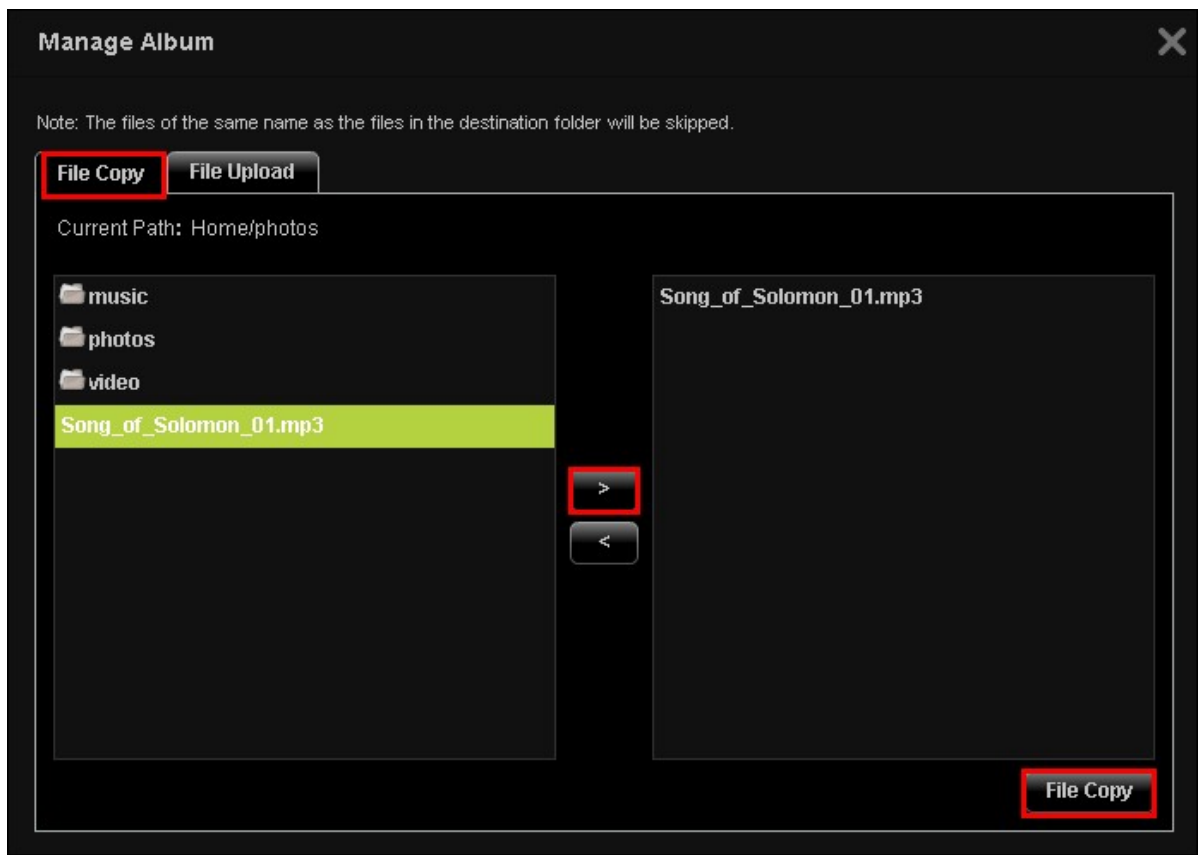 Manage Album
Note: The files of the same name as the files in the destination folder will be skipped.
File Copy File Upload
Current Path: Home/photos
music
photos
video
Song_of_Solomon_01.mp3
Song_of_Solomon_01.mp3
>
<
File Copy